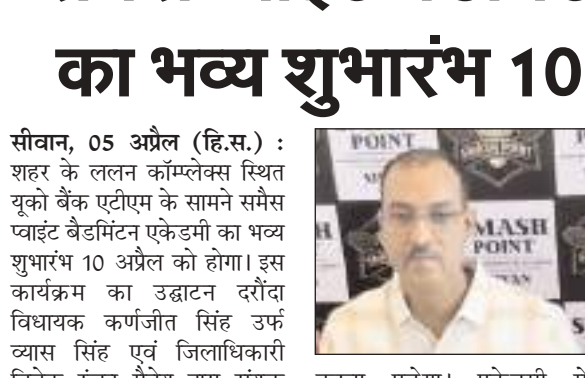 का भव्य शुभारंभ 10
सीवान, 05 अप्रैल (हि.स.) :
शहर के ललन कॉम्प्लेक्स स्थित
यूको बैंक एटीएम के सामने समैस
प्वाइंट बैडमिंटन एकेडमी का भव्य
शुभारंभ 10 अप्रैल को होगा। इस
कार्यक्रम का उद्घाटन दरौंदा
विधायक कर्णजीत सिंह उर्फ
व्यास सिंह एवं जिलाधिकारी
POINT
MASH
POINT